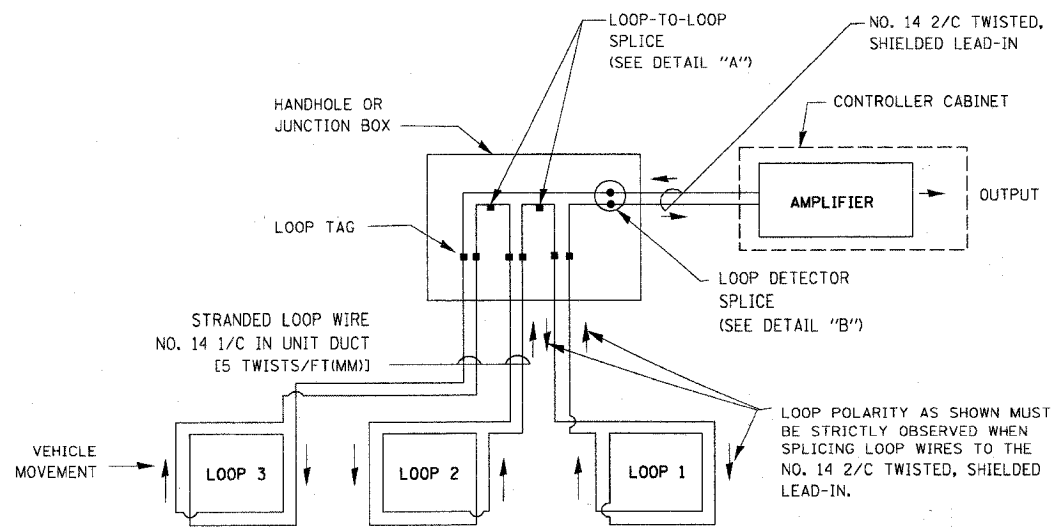 LOOP-TO-LOOP
SPLICE
(SEE DETAIL "A")
NO. 14 2/C TWISTED,
SHIELDED LEAD-IN
HANDHOLE OR
JUNCTION BOX
CONTROLLER CABINET
AMPLIFIER
OUTPUT
LOOP TAG
LOOP DETECTOR
SPLICE
(SEE DETAIL "B")
STRANDED LOOP WIRE
NO. 14 1/C IN UNIT DUCT
[5 TWISTS/FT(MM)]
VEHICLE
MOVEMENT
LOOP 3
LOOP 2
LOOP 1
LOOP POLARITY AS SHOWN MUST
BE STRICTLY OBSERVED WHEN
SPLICING LOOP WIRES TO THE
NO. 14 2/C TWISTED, SHIELDED
LEAD-IN.